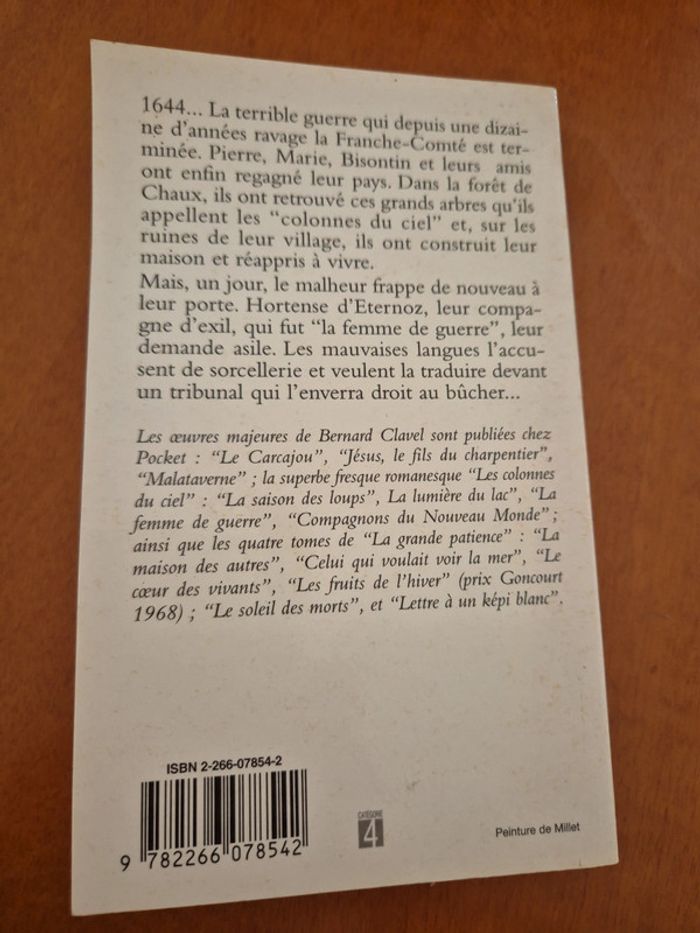 1644... La terrible guerre qui depuis une dizai-
ne d'années ravage la Franche-Comté est ter-
minée. Pierre, Marie, Bisontin et leurs amis
ont enfin regagné leur pays. Dans la forêt de
Chaux, ils ont retrouvé ces grands arbres qu'ils
appellent les "colonnes du ciel" et, sur les
ruines de leur village, ils ont construit leur
maison et réappris à vivre.
Mais, un jour, le malheur frappe de nouveau à
leur porte. Hortense d'Eternoz, leur compa-
gne d'exil, qui fut "la femme de guerre", leur
demande asile. Les mauvaises langues l'accu-
sent de sorcellerie et veulent la traduire devant
un tribunal qui l'enverra droit au bûcher...
Les œuvres majeures de Bernard Clavel sont publiées chez
Pocket : "Le Carcajou", "Jésus, le fils du charpentier",
"Malataverne" ; la superbe fresque romanesque "Les colonnes
du ciel" : "La saison des loups", La lumière du lac", "La
femme de guerre", "Compagnons du Nouveau Monde" ;
ainsi que les quatre tomes de "La grande patience" : "La
maison des autres", "Celui qui voulait voir la mer", "Le
cœur des vivants", "Les fruits de l'hiver" (prix Goncourt
1968) ; "Le soleil des morts", et "Lettre à un képi blanc".
ISBN 2-266-07854-2
9 782266 078542
CATÉGORIE
4
Peinture de Millet